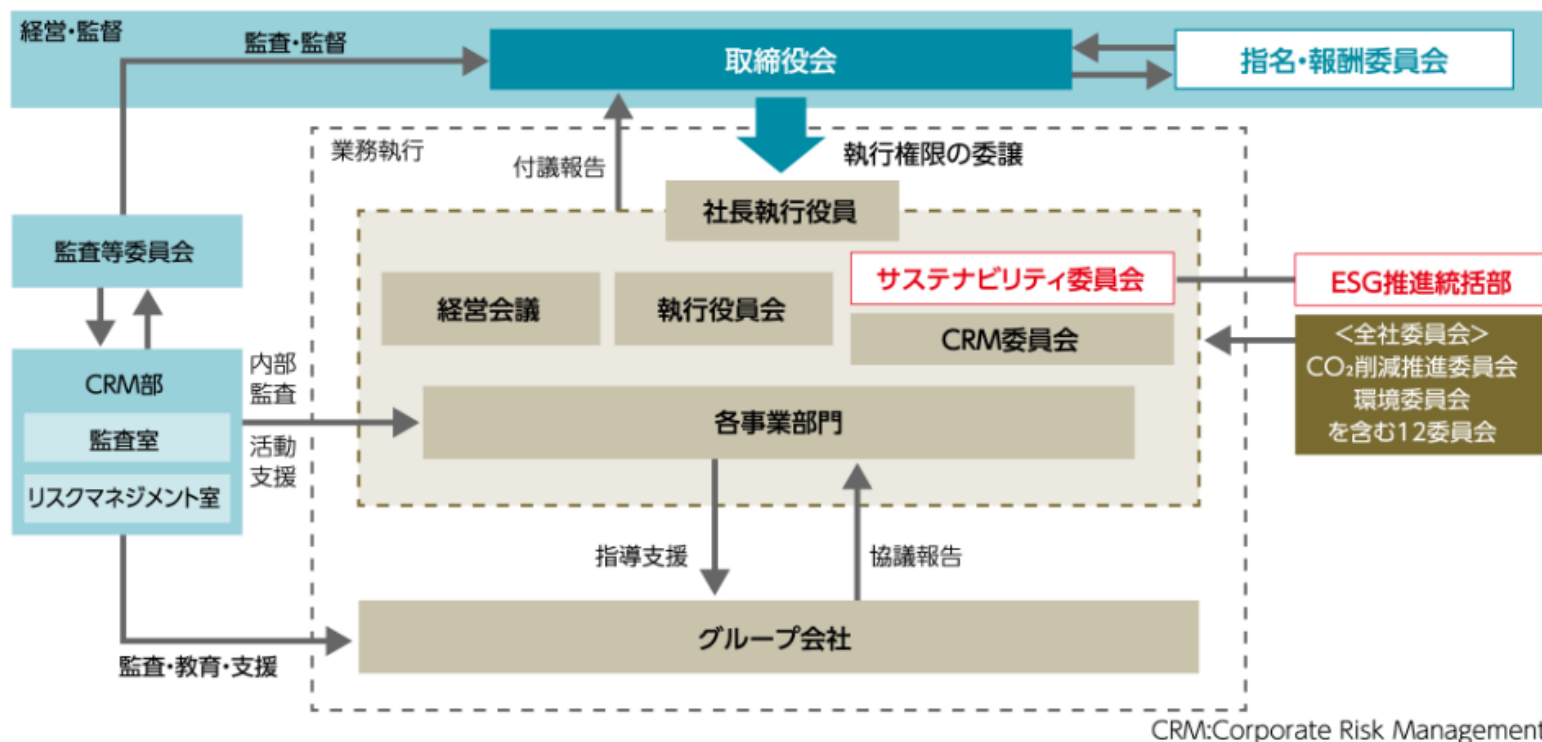 経営・監督
監査・監督
取締役会
指名・報酬委員会
業務執行
付議報告
執行権限の委譲
社長執行役員
監査等委員会
サステナビリティ委員会
ESG推進統括部
経営会議
執行役員会
CRM委員会
<全社委員会>
CO₂削減推進委員会
環境委員会
を含む12委員会
CRM部
監査室
リスクマネジメント室
内部
監査
活動
支援
各事業部門
指導支援
協議報告
グループ会社
監査・教育・支援
CRM:Corporate Risk Management